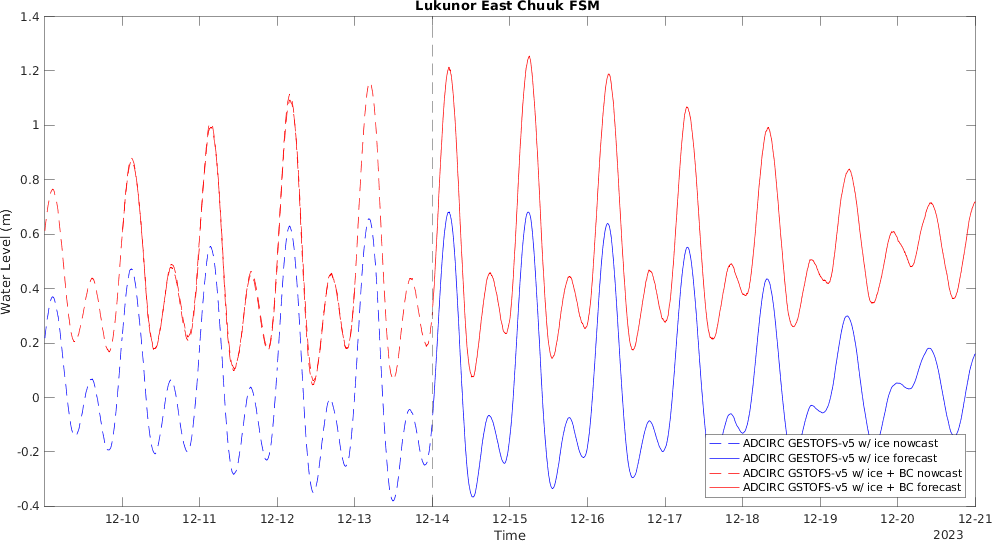 Lukunor East Chuuk FSM
1.4
1.2
1
0.8
0.6
0.4
0.2
0
-0.2
-0.4
Water Level (m)
12-10 12-11 12-12 12-13 12-14 12-15 12-16 12-17 12-18 12-19 12-20 12-21
Time
2023
ADCIRC GESTOFS-v5 w/ ice nowcast
ADCIRC GESTOFS-v5 w/ ice forecast
ADCIRC GSTOFS-v5 w/ ice + BC nowcast
ADCIRC GSTOFS-v5 w/ ice + BC forecast